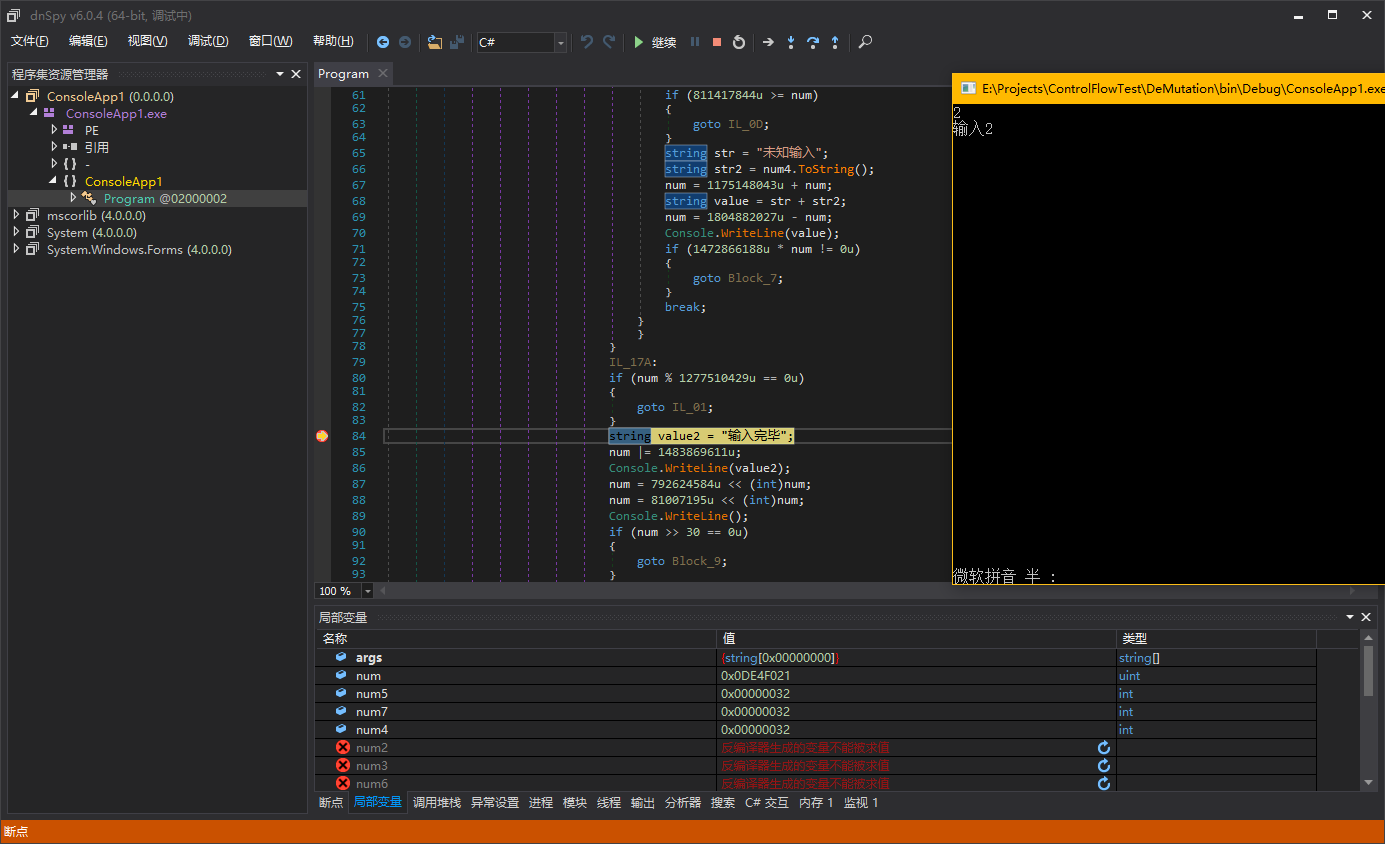 dnSpy v6.0.4 (64-bit, 调试中)
文件(F) 编辑(E) 视图(V) 调试(D) 窗口(W) 帮助(H) C# 继续
程序集资源管理器
ConsoleApp1 (0.0.0.0)
ConsoleApp1.exe
PE
引用
{ } -
{ } ConsoleApp1
Program @02000002
mscorlib (4.0.0.0)
System (4.0.0.0)
System.Windows.Forms (4.0.0.0)
Program
61 if (811417844u >= num)
62 {
63 goto IL_0D;
64 }
65 string str = "未知输入";
66 string str2 = num4.ToString();
67 num = 1175148043u + num;
68 string value = str + str2;
69 num = 1804882027u - num;
70 Console.WriteLine(value);
71 if (1472866188u * num != 0u)
72 {
73 goto Block_7;
74 }
75 break;
76 }
77 }
78 }
79 IL_17A:
80 if (num % 1277510429u == 0u)
81 {
82 goto IL_01;
83 }
84 string value2 = "输入完毕";
85 num |= 1483869611u;
86 Console.WriteLine(value2);
87 num = 792624584u << (int)num;
88 num = 81007195u << (int)num;
89 Console.WriteLine();
90 if (num >> 30 == 0u)
91 {
92 goto Block_9;
93 }
100 %
E:\Projects\ControlFlowTest\DeMutation\bin\Debug\ConsoleApp1.exe
2
输入2
微软拼音 半 :
局部变量
名称 值 类型
args {string[0x00000000]} string[]
num 0x0DE4F021 uint
num5 0x00000032 int
num7 0x00000032 int
num4 0x00000032 int
num2 反编译器生成的变量不能被求值
num3 反编译器生成的变量不能被求值
num6 反编译器生成的变量不能被求值
断点 局部变量 调用堆栈 异常设置 进程 模块 线程 输出 分析器 搜索 C# 交互 内存 1 监视 1
断点